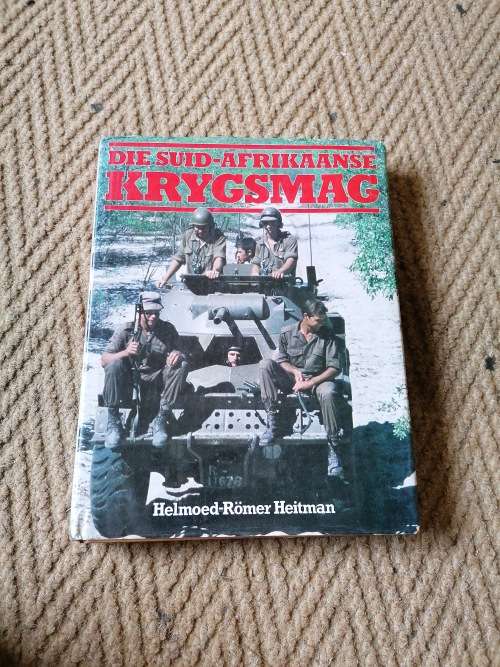 DIE SUID-AFRIKAANSE
KRYGSMAG
Helmoed-Römer Heitman